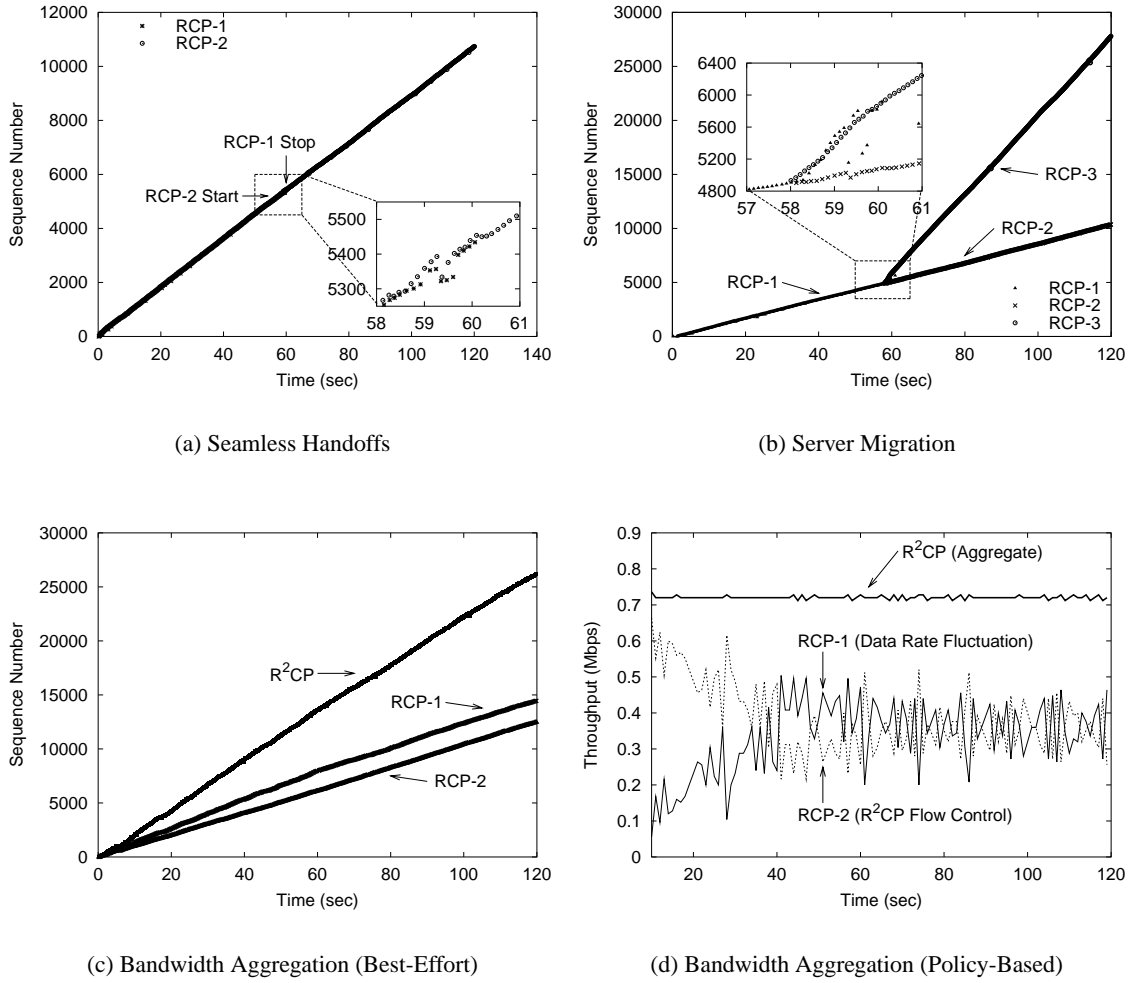 12000
10000
8000
6000
4000
2000
0
Sequence Number
RCP-1
RCP-2
RCP-1 Stop
RCP-2 Start
5500
5400
5300
58 59 60 61
0 20 40 60 80 100 120 140
Time (sec)
(a) Seamless Handoffs
30000
25000
20000
15000
10000
5000
0
Sequence Number
6400
6000
5600
5200
4800
57 58 59 60 61
RCP-3
RCP-2
RCP-1
RCP-1
RCP-2
RCP-3
0 20 40 60 80 100 120
Time (sec)
(b) Server Migration
30000
25000
20000
15000
10000
5000
0
Sequence Number
R²CP
RCP-1
RCP-2
0 20 40 60 80 100 120
Time (sec)
(c) Bandwidth Aggregation (Best-Effort)
0.9
0.8
0.7
0.6
0.5
0.4
0.3
0.2
0.1
0
Throughput (Mbps)
R²CP (Aggregate)
RCP-1 (Data Rate Fluctuation)
RCP-2 (R²CP Flow Control)
20 40 60 80 100 120
Time (sec)
(d) Bandwidth Aggregation (Policy-Based)